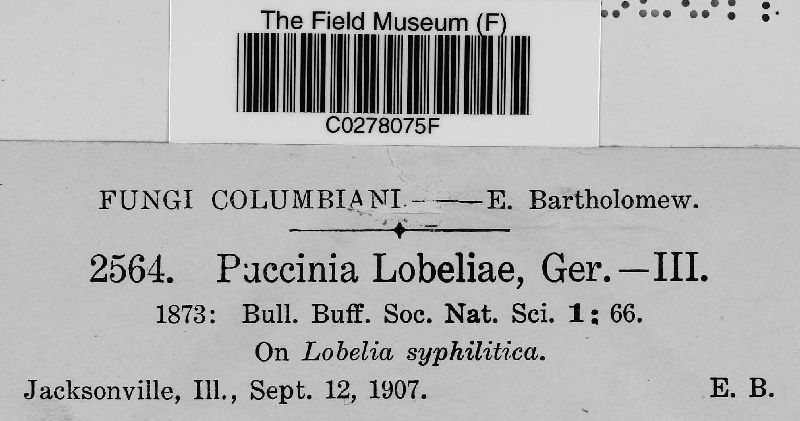 The Field Museum (F)
C0278075F
FUNGI COLUMBIANI.——E. Bartholomew.
2564. Puccinia Lobeliae, Ger.—III.
1873: Bull. Buff. Soc. Nat. Sci. 1: 66.
On Lobelia syphilitica.
Jacksonville, Ill., Sept. 12, 1907. E. B.